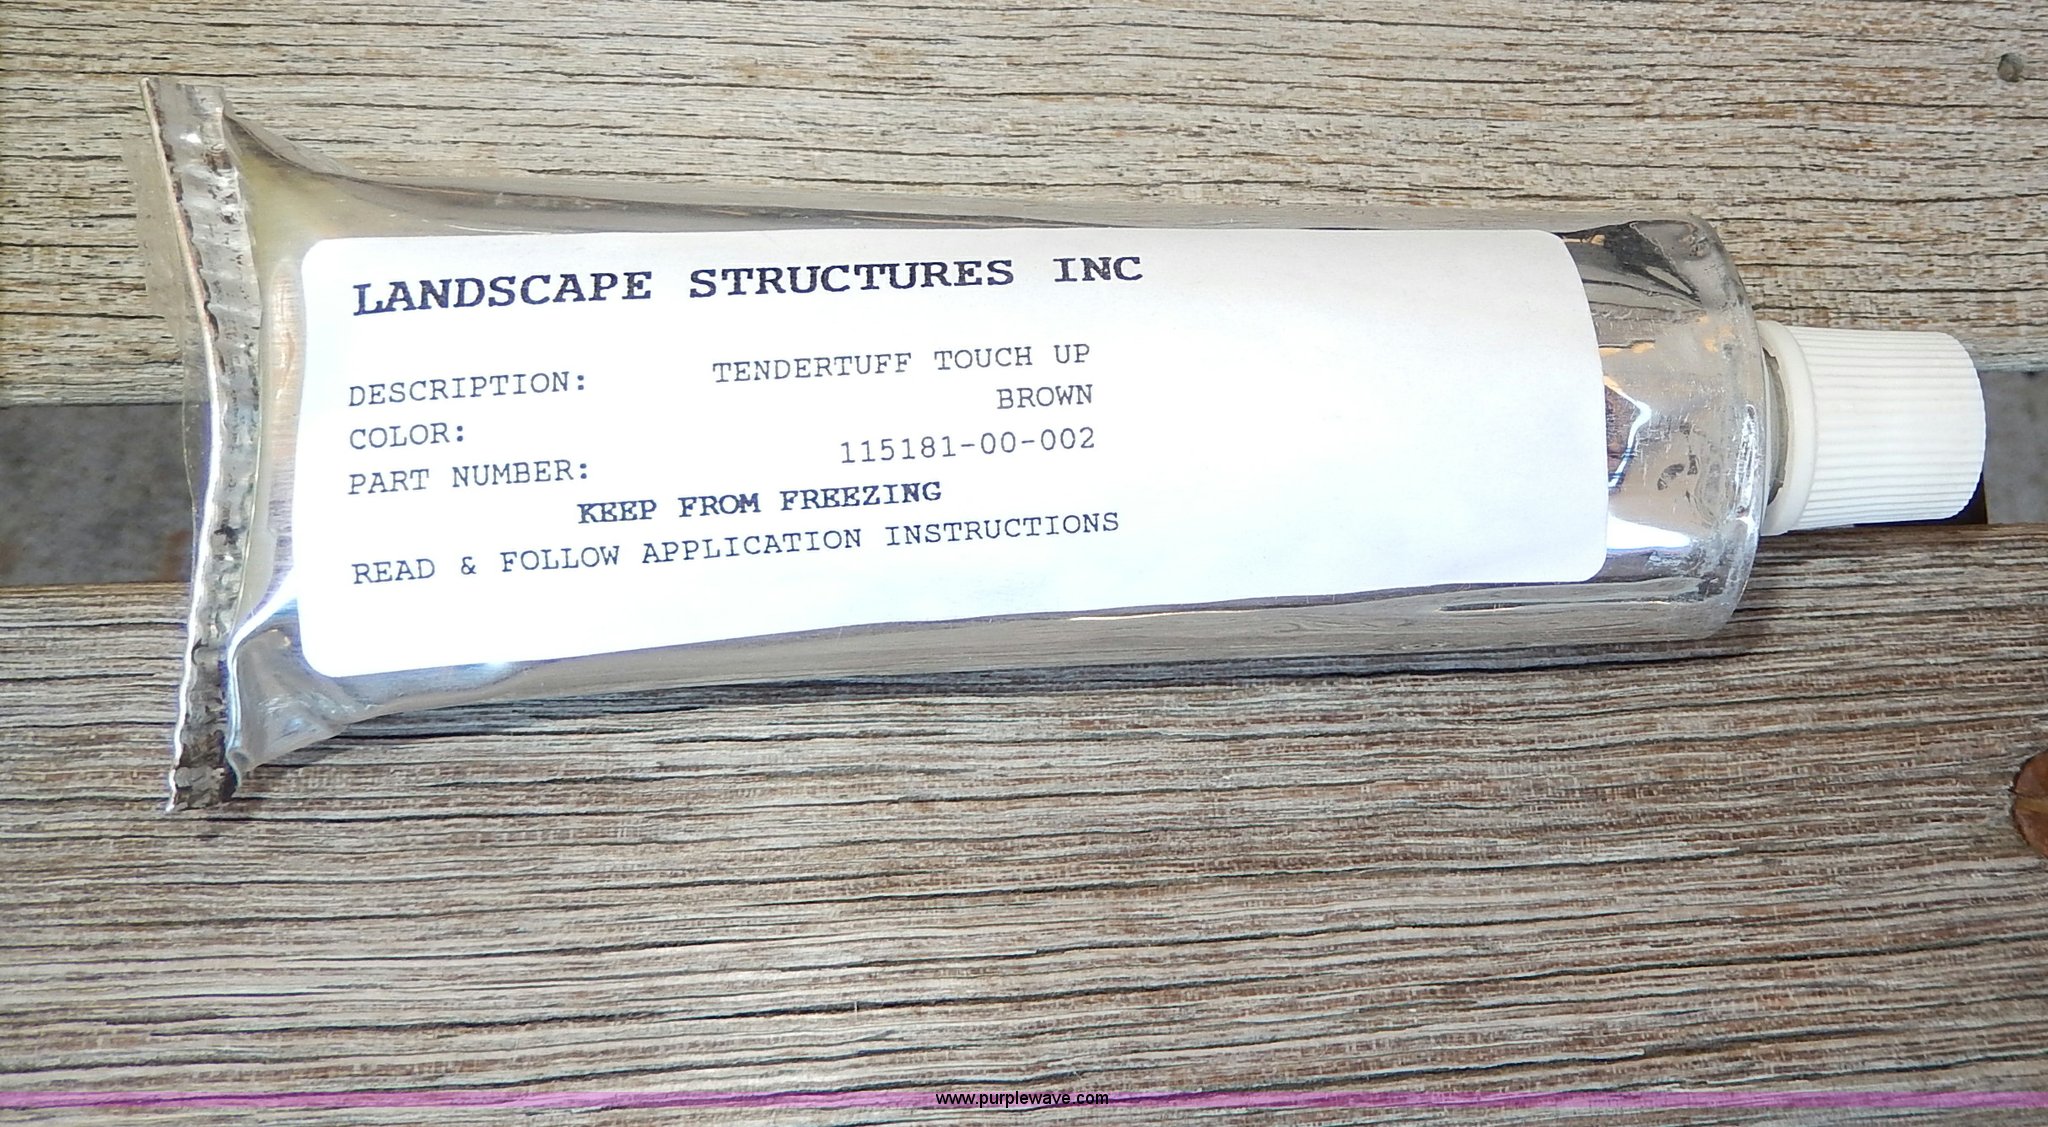 LANDSCAPE STRUCTURES INC
DESCRIPTION: TENDERTUFF TOUCH UP
COLOR: BROWN
PART NUMBER: 115181-00-002
KEEP FROM FREEZING
READ & FOLLOW APPLICATION INSTRUCTIONS
www.purplewave.com